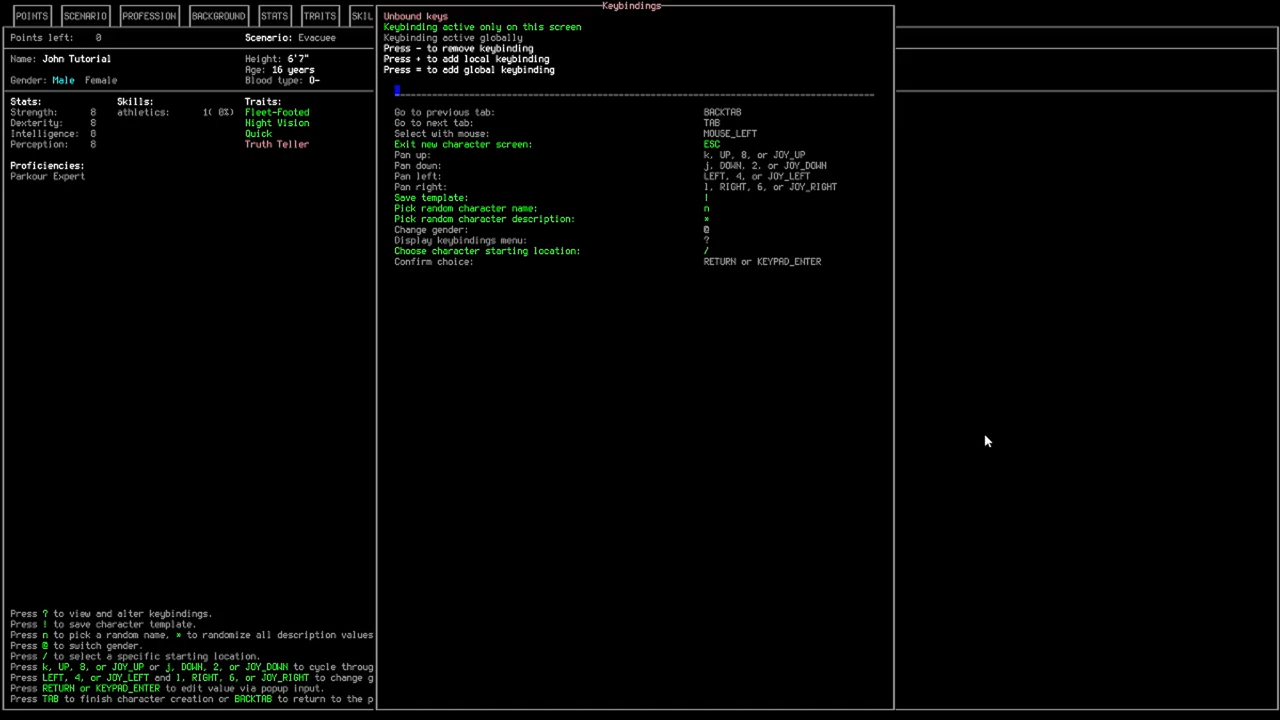 POINTS SCENARIO PROFESSION BACKGROUND STATS TRAITS SKIL
Points left: 0 Scenario: Evacuee
Name: John Tutorial Height: 6'7"
Age: 16 years
Gender: Male Female Blood type: O-
Stats: Skills: Traits:
Strength: 8 athletics: 1( 0%) Fleet-Footed
Dexterity: 8 Night Vision
Intelligence: 8 Quick
Perception: 8 Truth Teller
Proficiencies:
Parkour Expert
Press ? to view and alter keybindings.
Press ! to save character template.
Press n to pick a random name, * to randomize all description values
Press @ to switch gender.
Press / to select a specific starting location.
Press k, UP, 8, or JOY_UP or j, DOWN, 2, or JOY_DOWN to cycle throug
Press LEFT, 4, or JOY_LEFT and l, RIGHT, 6, or JOY_RIGHT to change g
Press RETURN or KEYPAD_ENTER to edit value via popup input.
Press TAB to finish character creation or BACKTAB to return to the p
Keybindings
Unbound keys
Keybinding active only on this screen
Keybinding active globally
Press - to remove keybinding
Press + to add local keybinding
Press = to add global keybinding
Go to previous tab: BACKTAB
Go to next tab: TAB
Select with mouse: MOUSE_LEFT
Exit new character screen: ESC
Pan up: k, UP, 8, or JOY_UP
Pan down: j, DOWN, 2, or JOY_DOWN
Pan left: LEFT, 4, or JOY_LEFT
Pan right: l, RIGHT, 6, or JOY_RIGHT
Save template: !
Pick random character name: n
Pick random character description: *
Change gender: @
Display keybindings menu: ?
Choose character starting location: /
Confirm choice: RETURN or KEYPAD_ENTER